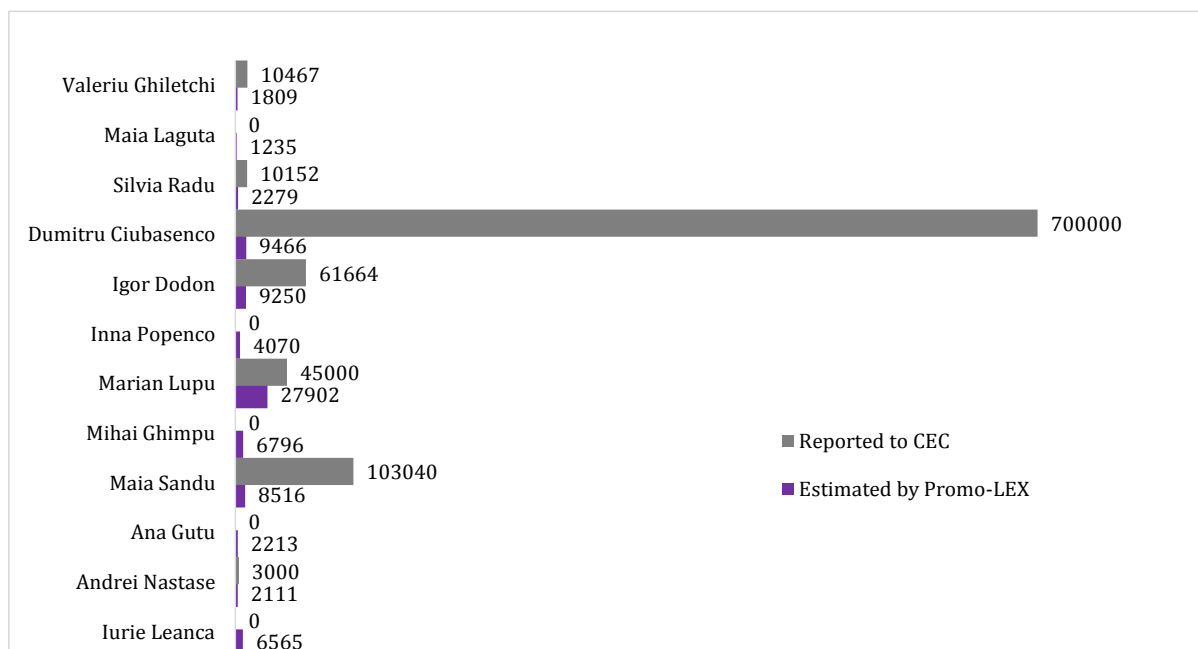 Valeriu Ghiletchi
10467
1809
Maia Laguta
0
1235
Silvia Radu
10152
2279
Dumitru Ciubasenco
700000
9466
Igor Dodon
61664
9250
Inna Popenco
0
4070
Marian Lupu
45000
27902
Mihai Ghimpu
0
6796
Maia Sandu
103040
8516
Ana Gutu
0
2213
Andrei Nastase
3000
2111
Iurie Leanca
0
6565
Reported to CEC
Estimated by Promo-LEX